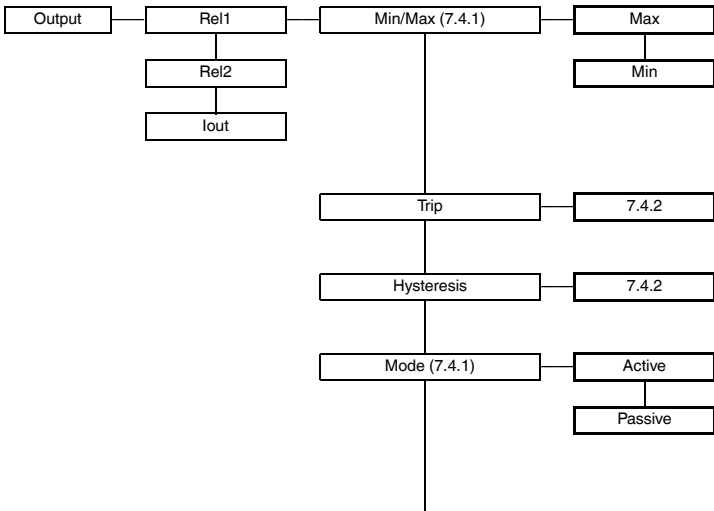 Output
Rel1
Min/Max (7.4.1)
Max
Rel2
Min
Iout
Trip
7.4.2
Hysteresis
7.4.2
Mode (7.4.1)
Active
Passive